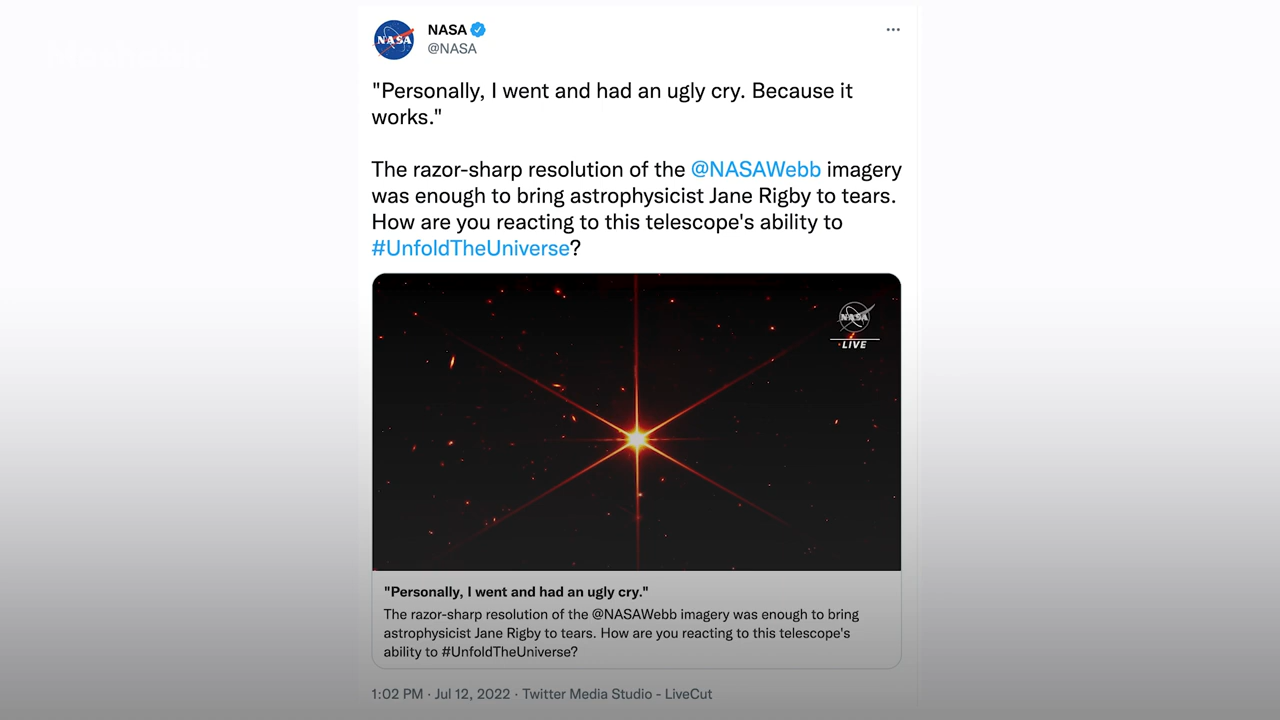 NASA
@NASA
NASA
"Personally, I went and had an ugly cry. Because it
works."
The razor-sharp resolution of the @NASAWebb imagery
was enough to bring astrophysicist Jane Rigby to tears.
How are you reacting to this telescope's ability to
#UnfoldTheUniverse?
NASA
LIVE
"Personally, I went and had an ugly cry."
The razor-sharp resolution of the @NASAWebb imagery was enough to bring
astrophysicist Jane Rigby to tears. How are you reacting to this telescope's
ability to #UnfoldTheUniverse?
1:02 PM · Jul 12, 2022 · Twitter Media Studio - LiveCut